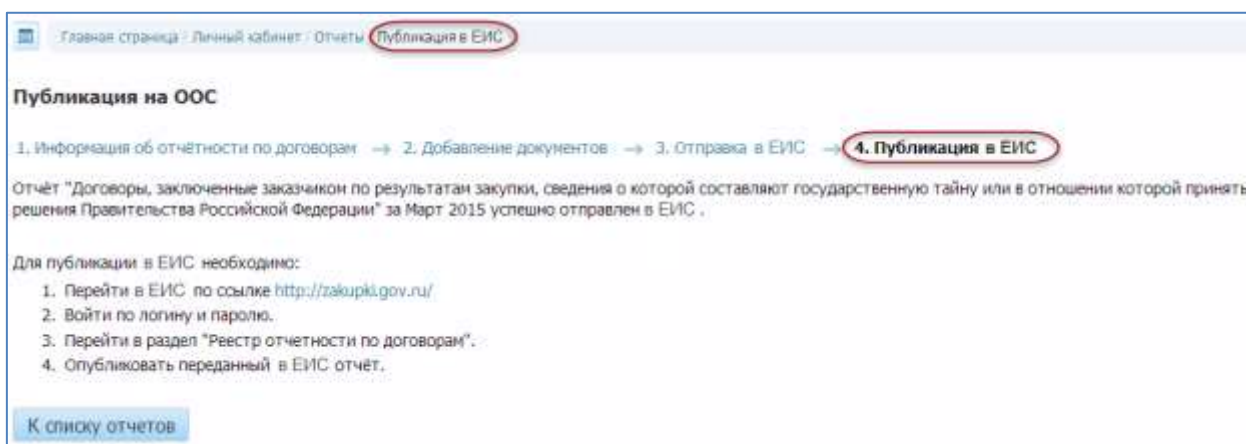 Главная страница / Личный кабинет / Отчеты / Публикация в ЕИС
Публикация на ООС
1. Информация об отчётности по договорам → 2. Добавление документов → 3. Отправка в ЕИС → 4. Публикация в ЕИС
Отчёт "Договоры, заключенные заказчиком по результатам закупки, сведения о которой составляют государственную тайну или в отношении которой приняты
решения Правительства Российской Федерации" за Март 2015 успешно отправлен в ЕИС .
Для публикации в ЕИС необходимо:
1. Перейти в ЕИС по ссылке http://zakupki.gov.ru/
2. Войти по логину и паролю.
3. Перейти в раздел "Реестр отчетности по договорам".
4. Опубликовать переданный в ЕИС отчёт.
К списку отчетов